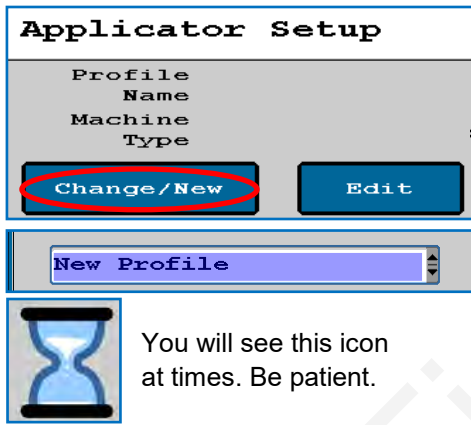 Applicator Setup
Profile
Name
Machine
Type
Change/New
Edit
New Profile
You will see this icon
at times. Be patient.